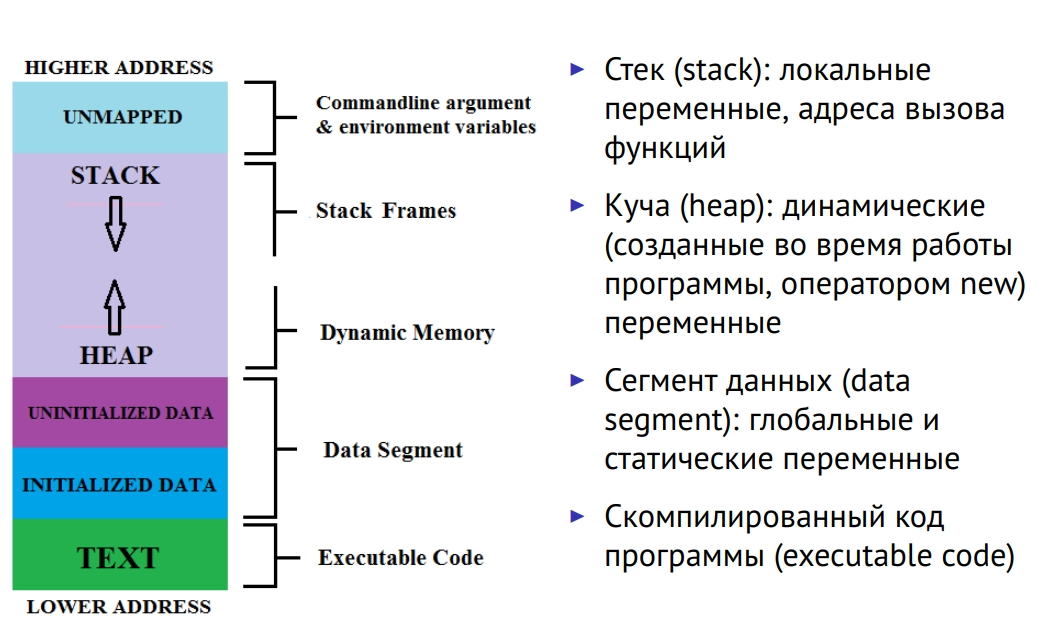 HIGHER ADDRESS
UNMAPPED
Commandline argument
& environment variables
STACK
Stack Frames
HEAP
Dynamic Memory
UNINITIALIZED DATA
INITIALIZED DATA
Data Segment
TEXT
Executable Code
LOWER ADDRESS
Стек (stack): локальные
переменные, адреса вызова
функций
Куча (heap): динамические
(созданные во время работы
программы, оператором new)
переменные
Сегмент данных (data
segment): глобальные и
статические переменные
Скомпилированный код
программы (executable code)